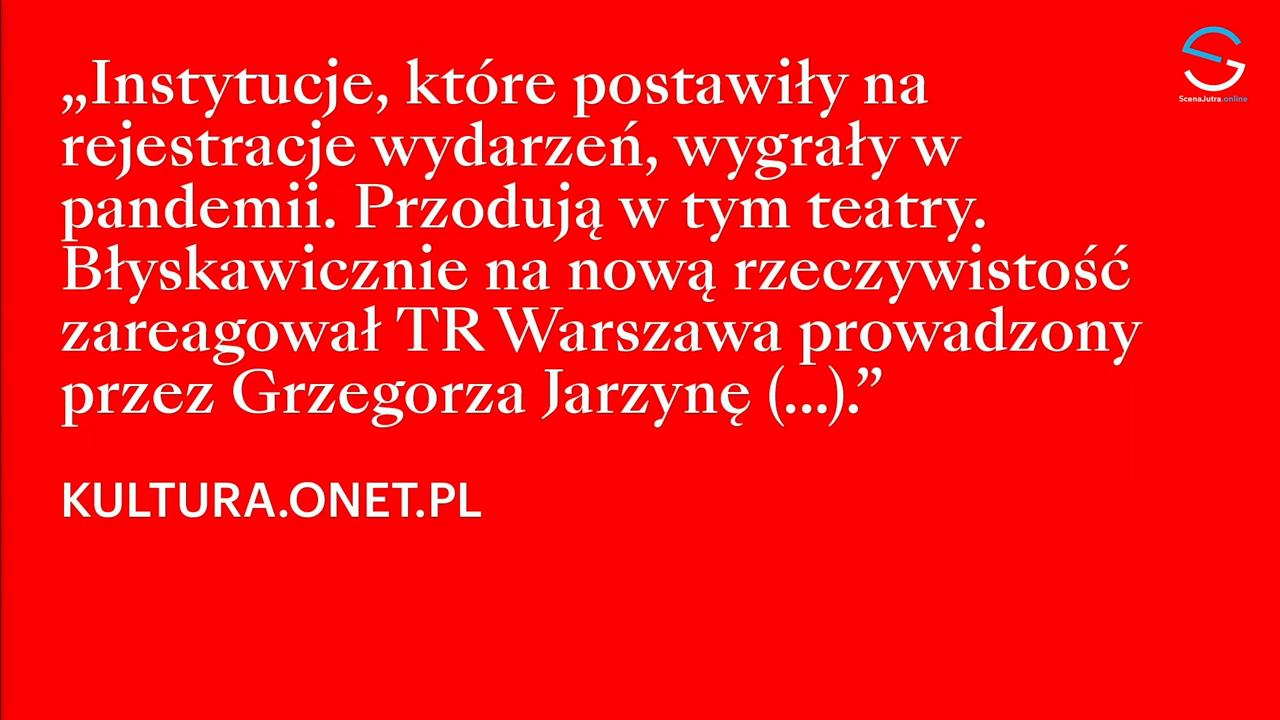 „Instytucje, które postawiły na
rejestracje wydarzeń, wygrały w
pandemii. Przodują w tym teatry.
Błyskawicznie na nową rzeczywistość
zareagował TR Warszawa prowadzony
przez Grzegorza Jarzynę (...).”
KULTURA.ONET.PL
ScenaJutra.online